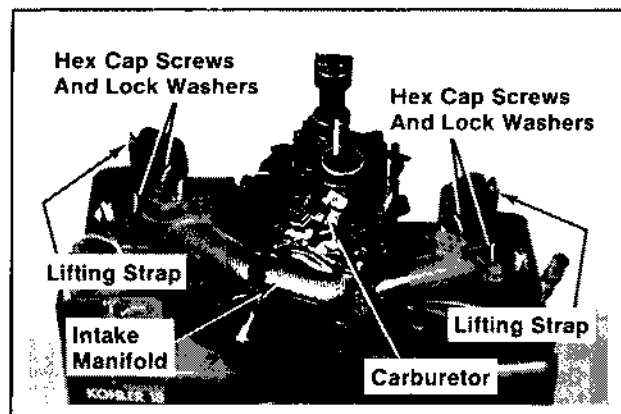 Hex Cap Screws
And Lock Washers
Hex Cap Screws
And Lock Washers
Lifting Strap
Intake
Manifold
Lifting Strap
Carburetor
KOHLER 18